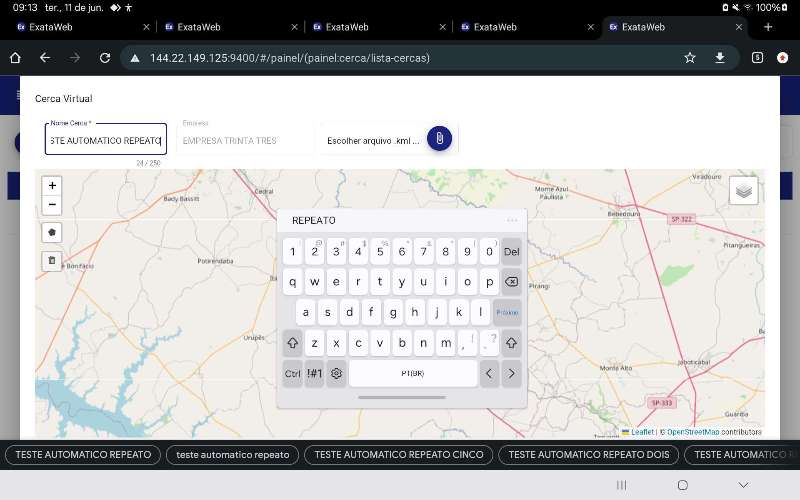 09:13 ter., 11 de jun. 100%
ExataWeb ExataWeb ExataWeb ExataWeb ExataWeb
144.22.149.125:9400/#/painel/(painel:cerca/lista-cercas) 5
Cerca Virtual
Nome Cerca *
STE AUTOMATICO REPEATO
24 / 250
Empresa
EMPRESA TRINTA TRES
Escolher arquivo .kml ...
+
−
Bady Bassitt
Cedral
Monte Azul Paulista
Viradouro
Bebedouro
SP-322
Pitangueiras
e Bonifácio
Potirendaba
Pirangi
Urupês
Monte Alto
Jaboticabal
SP-333
Guariba
REPEATO ...
1 2 3 4 5 6 7 8 9 0 Del
q w e r t y u i o p
a s d f g h j k l Próximo
z x c v b n m , ! . ?
Ctrl !#1 PT(BR) < >
Leaflet | © OpenStreetMap contributors
TESTE AUTOMATICO REPEATO
teste automatico repeato
TESTE AUTOMATICO REPEATO CINCO
TESTE AUTOMATICO REPEATO DOIS
TESTE AUTOMATICO R